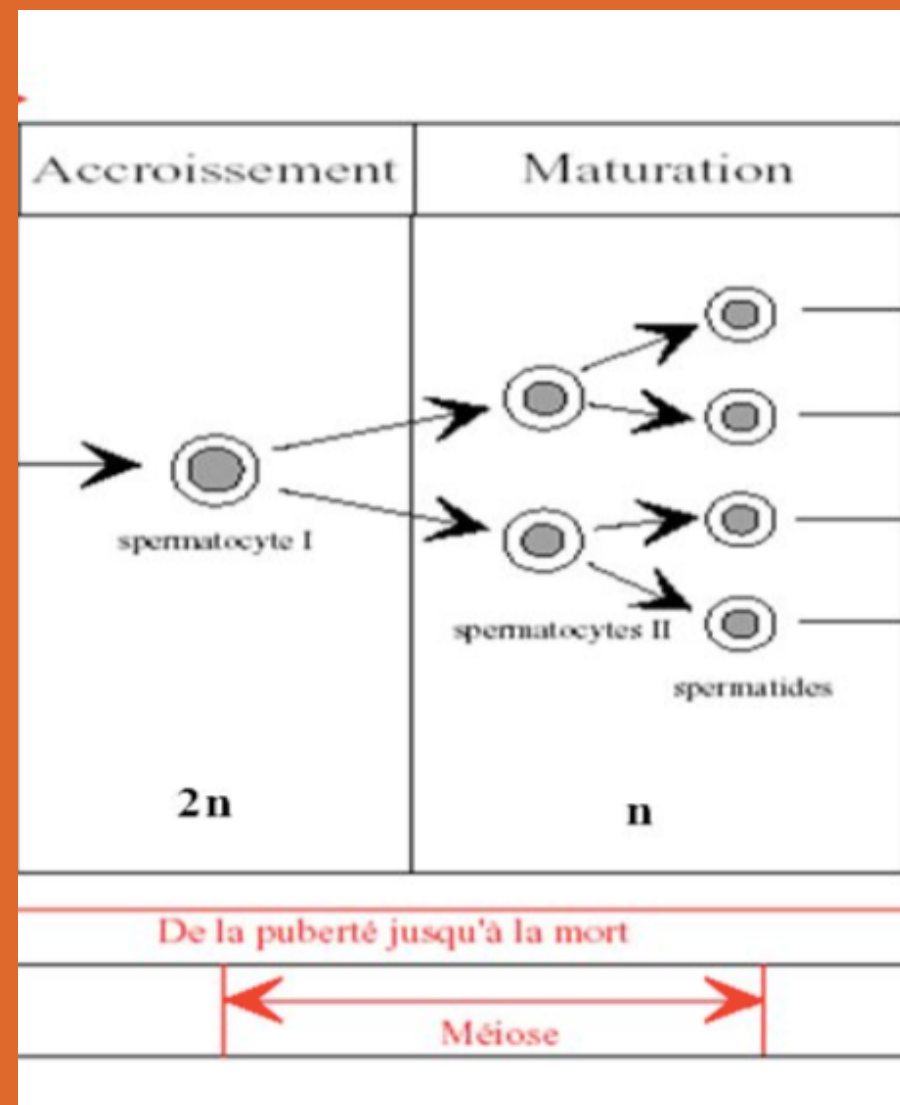 Accroissement
Maturation
spermatocyte I
spermatocytes II
spermatides
2n
n
De la puberté jusqu'à la mort
Méiose